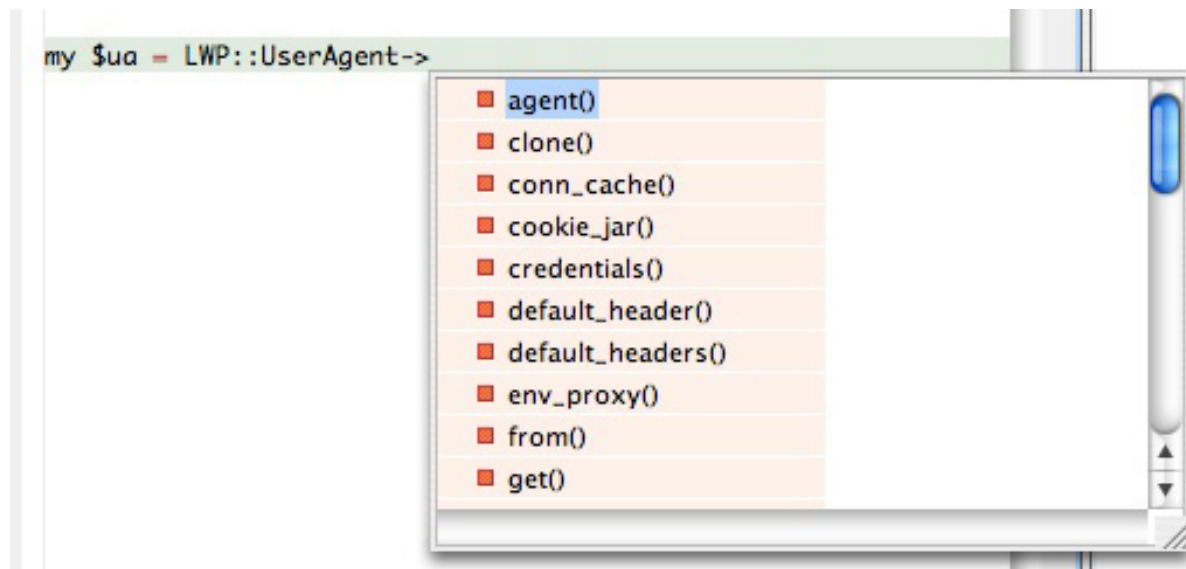 my $ua = LWP::UserAgent->
agent()
clone()
conn_cache()
cookie_jar()
credentials()
default_header()
default_headers()
env_proxy()
from()
get()